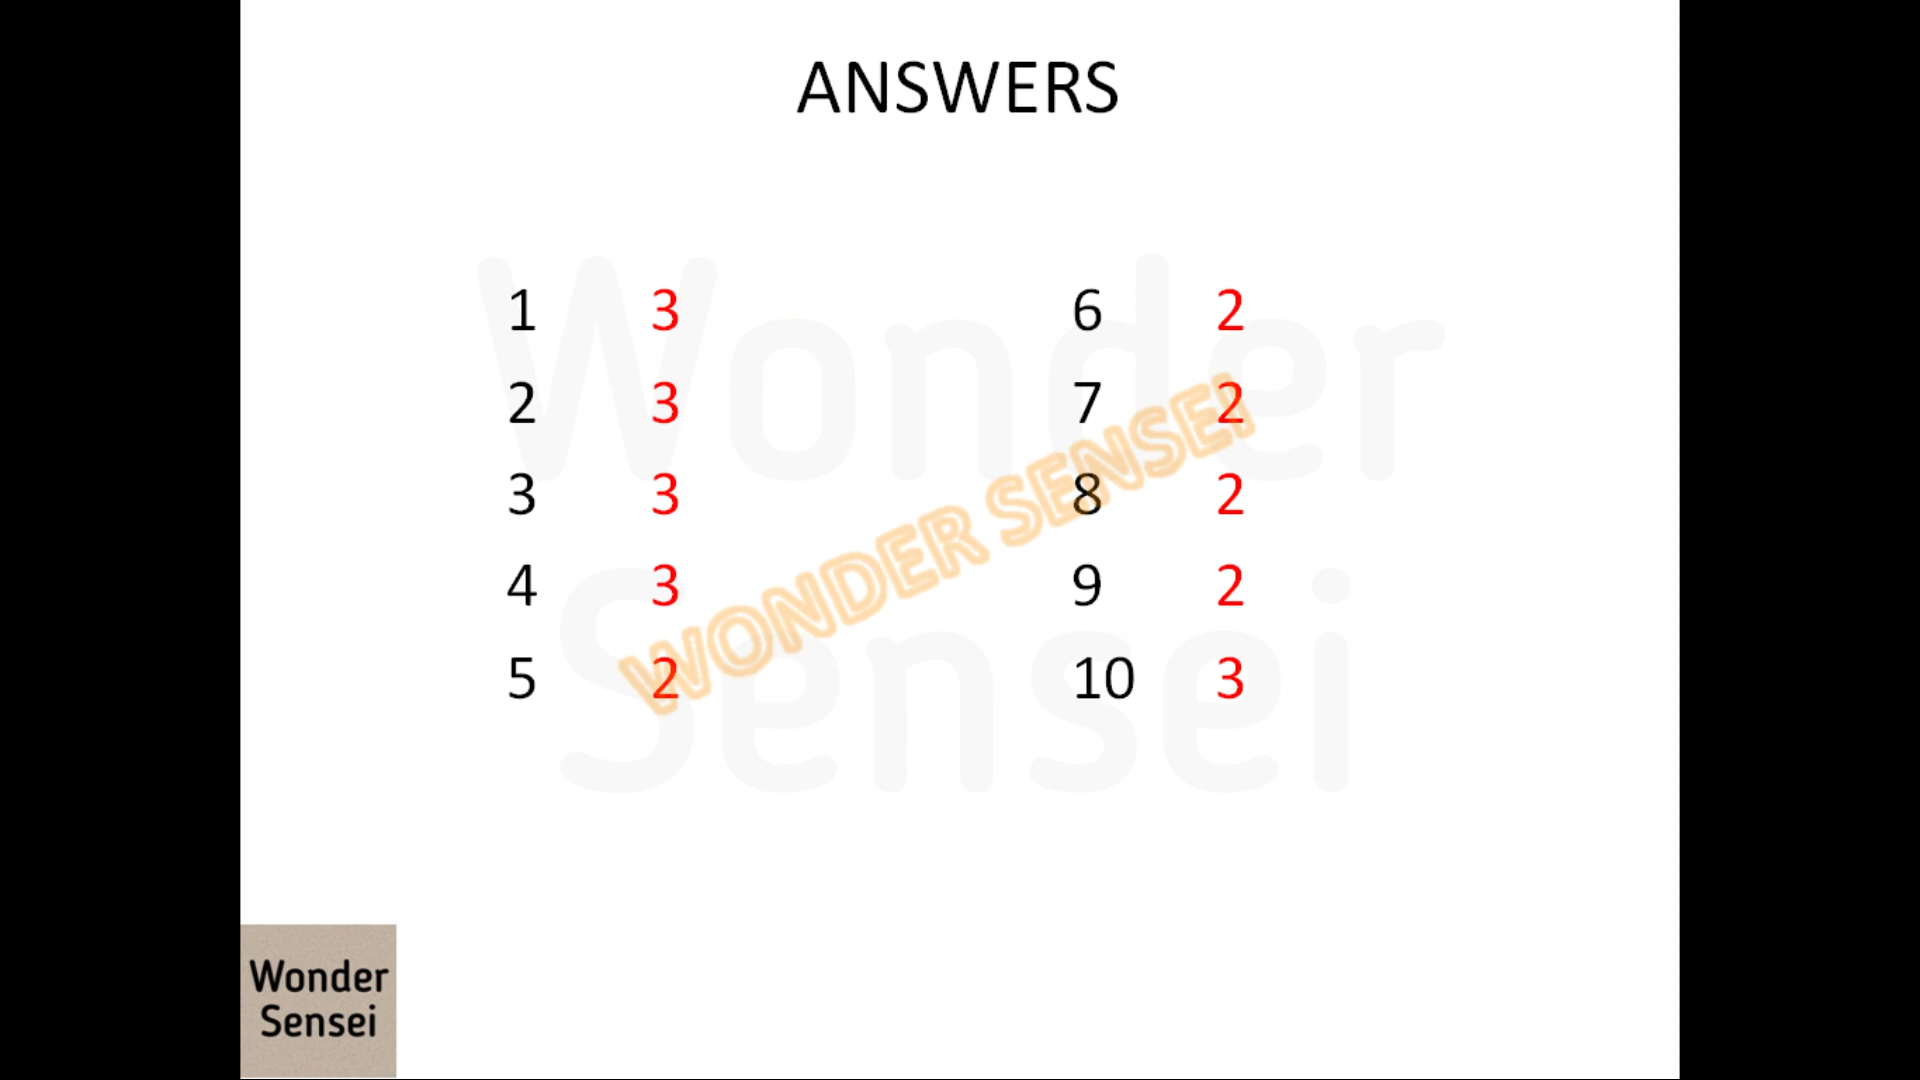 ANSWERS
1 3 6 2
2 3 7 2
3 3 8 2
4 3 9 2
5 2 10 3
Wonder
Sensei
WONDER SENSEI
Wonder
Sensei